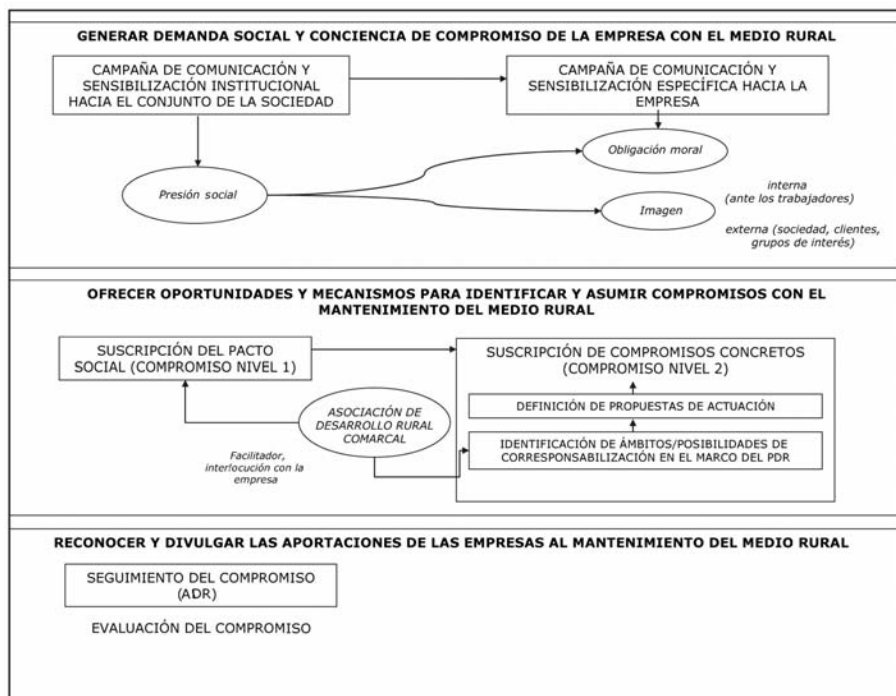 GENERAR DEMANDA SOCIAL Y CONCIENCIA DE COMPROMISO DE LA EMPRESA CON EL MEDIO RURAL
CAMPAÑA DE COMUNICACIÓN Y
SENSIBILIZACIÓN INSTITUCIONAL
HACIA EL CONJUNTO DE LA SOCIEDAD
CAMPAÑA DE COMUNICACIÓN Y
SENSIBILIZACIÓN ESPECÍFICA HACIA LA
EMPRESA
Obligación moral
Presión social
Imagen
interna
(ante los trabajadores)
externa (sociedad, clientes,
grupos de interés)
OFRECER OPORTUNIDADES Y MECANISMOS PARA IDENTIFICAR Y ASUMIR COMPROMISOS CON EL
MANTENIMIENTO DEL MEDIO RURAL
SUSCRIPCIÓN DEL PACTO
SOCIAL (COMPROMISO NIVEL 1)
SUSCRIPCIÓN DE COMPROMISOS CONCRETOS
(COMPROMISO NIVEL 2)
DEFINICIÓN DE PROPUESTAS DE ACTUACIÓN
ASOCIACIÓN DE
DESARROLLO RURAL
COMARCAL
IDENTIFICACIÓN DE ÁMBITOS/POSIBILIDADES DE
CORRESPONSABILIZACIÓN EN EL MARCO DEL PDR
Facilitador,
interlocución con la
empresa
RECONOCER Y DIVULGAR LAS APORTACIONES DE LAS EMPRESAS AL MANTENIMIENTO DEL MEDIO RURAL
SEGUIMIENTO DEL COMPROMISO
(ADR)
EVALUACIÓN DEL COMPROMISO